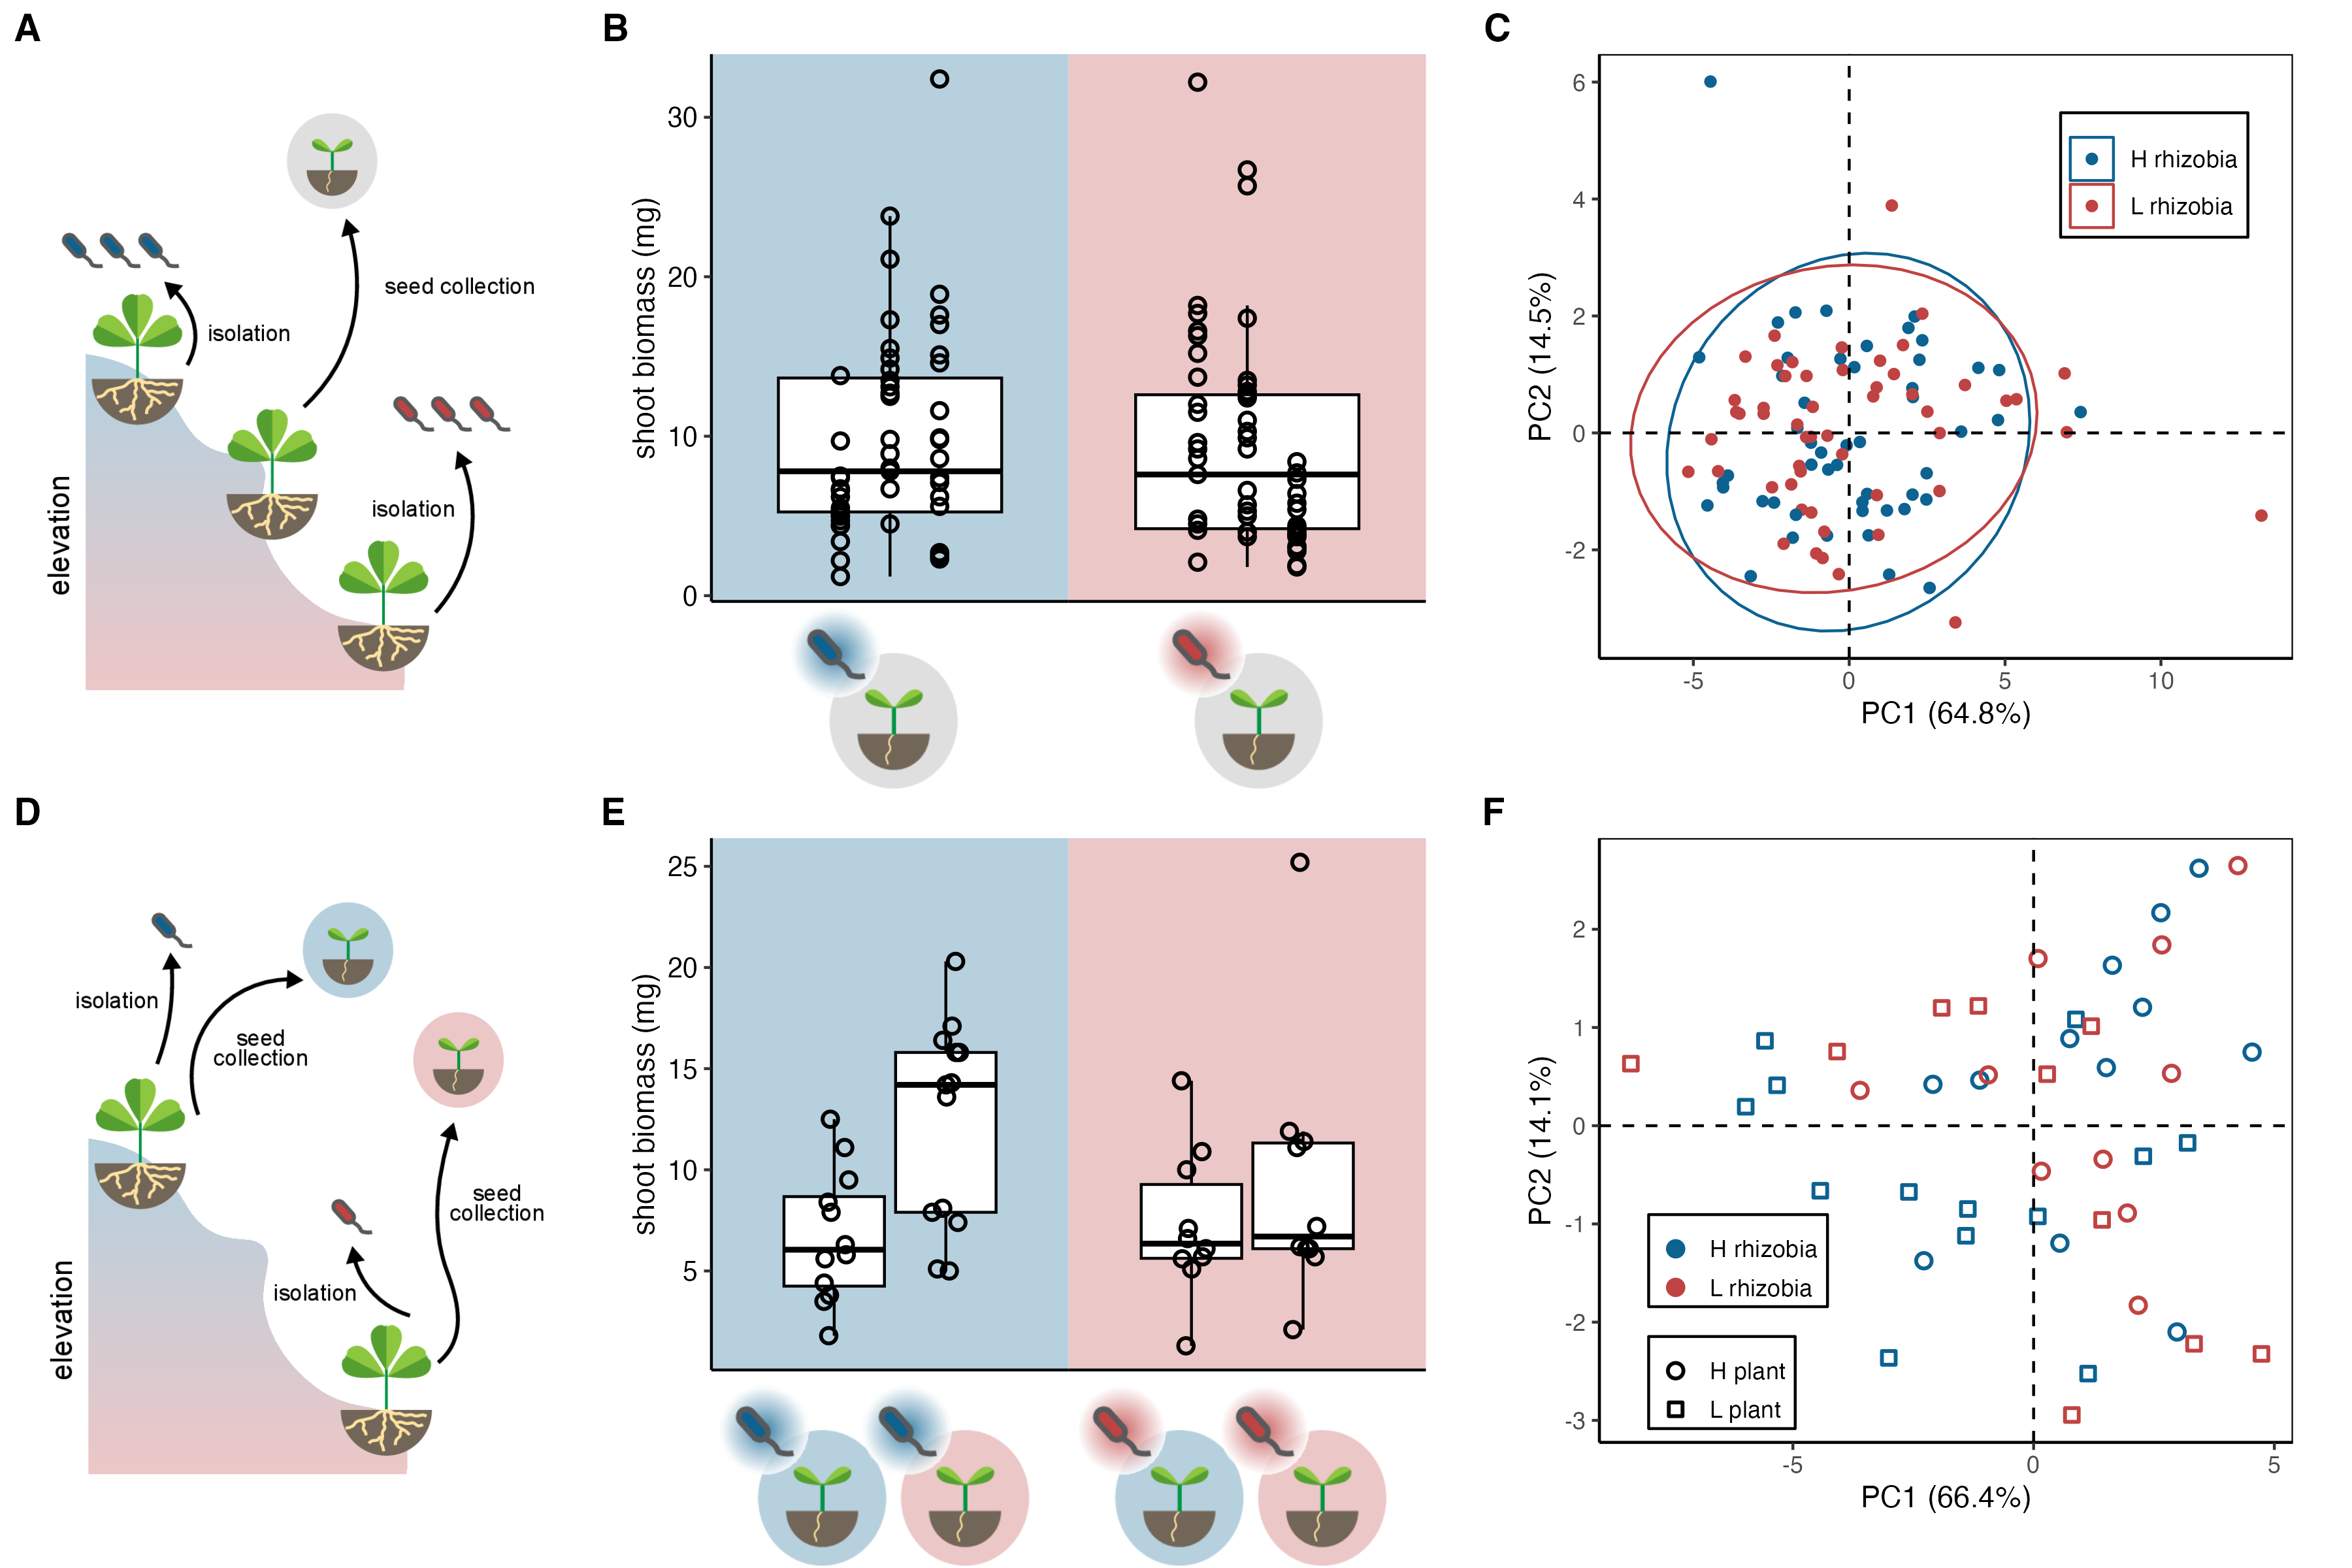 A
seed collection
isolation
isolation
elevation
B
shoot biomass (mg)
30
20
10
0
C
PC2 (14.5%)
6
4
2
0
-2
H rhizobia
L rhizobia
-5
0
5
10
PC1 (64.8%)
D
isolation
seed
collection
seed
collection
isolation
elevation
E
shoot biomass (mg)
25
20
15
10
5
F
PC2 (14.1%)
2
1
0
-1
-2
-3
H rhizobia
L rhizobia
H plant
L plant
-5
0
5
PC1 (66.4%)